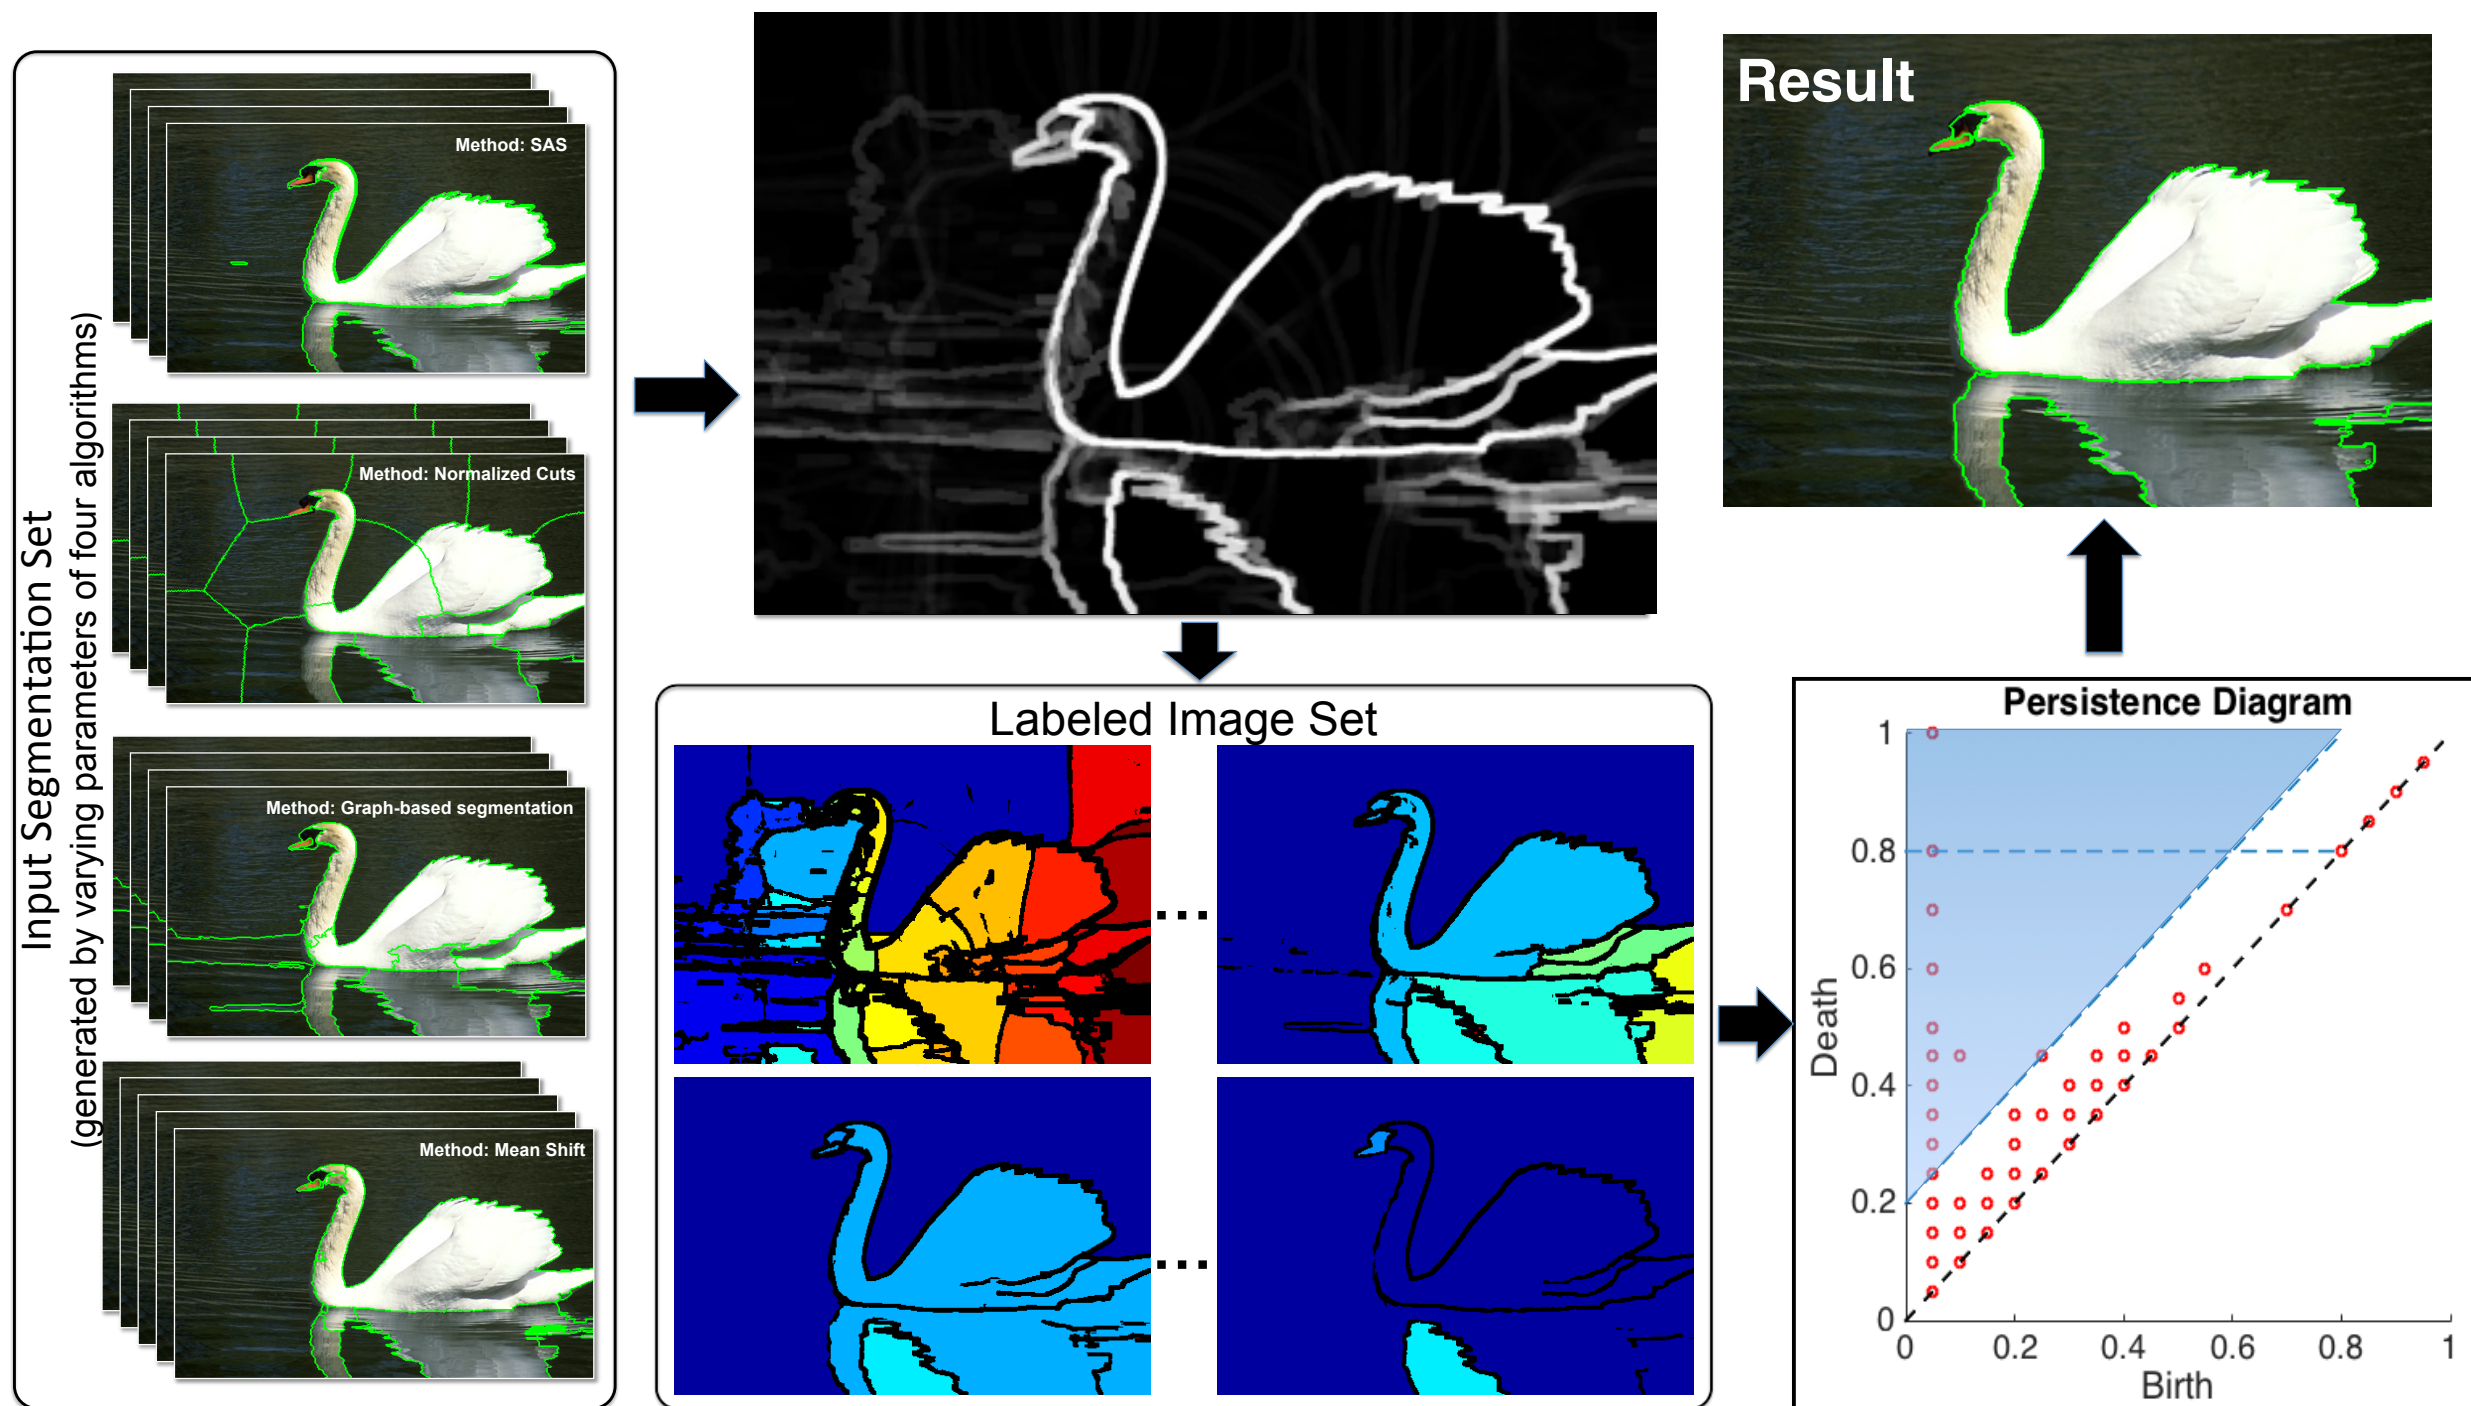 Input Segmentation Set
(generated by varying parameters of four algorithms)
Method: SAS
Method: Normalized Cuts
Method: Graph-based segmentation
Method: Mean Shift
Result
Labeled Image Set
...
...
Persistence Diagram
1
0.8
0.6
0.4
0.2
0
Death
0 0.2 0.4 0.6 0.8 1
Birth